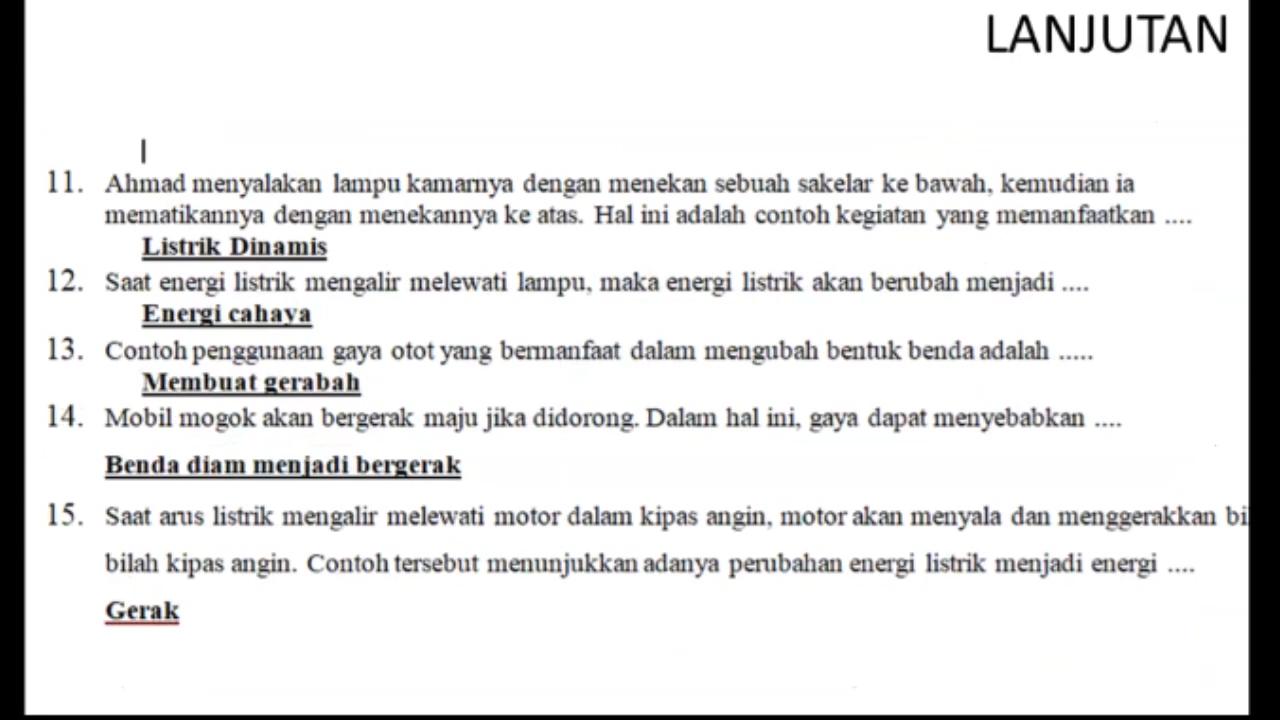 LANJUTAN
11. Ahmad menyalakan lampu kamarnya dengan menekan sebuah sakelar ke bawah, kemudian ia
mematikannya dengan menekannya ke atas. Hal ini adalah contoh kegiatan yang memanfaatkan ....
Listrik Dinamis
12. Saat energi listrik mengalir melewati lampu, maka energi listrik akan berubah menjadi ....
Energi cahaya
13. Contoh penggunaan gaya otot yang bermanfaat dalam mengubah bentuk benda adalah .....
Membuat gerabah
14. Mobil mogok akan bergerak maju jika didorong. Dalam hal ini, gaya dapat menyebabkan ....
Benda diam menjadi bergerak
15. Saat arus listrik mengalir melewati motor dalam kipas angin, motor akan menyala dan menggerakkan
bilah kipas angin. Contoh tersebut menunjukkan adanya perubahan energi listrik menjadi energi ....
Gerak